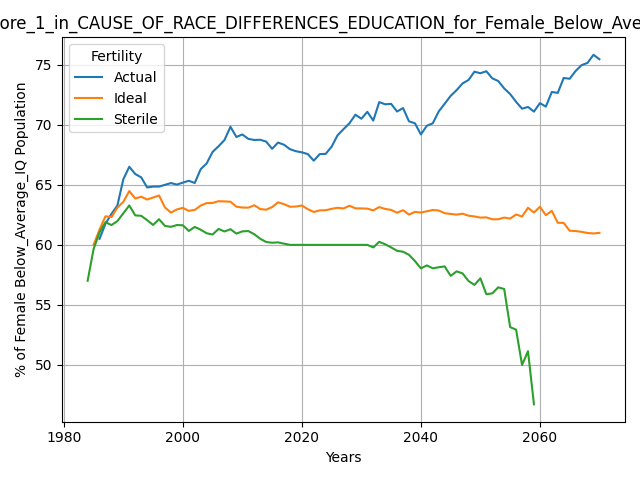 ore_1_in_CAUSE_OF_RACE_DIFFERENCES_EDUCATION_for_Female_Below_Ave
Fertility
Actual
Ideal
Sterile
% of Female Below_Average_IQ Population
75
70
65
60
55
50
1980 2000 2020 2040 2060
Years